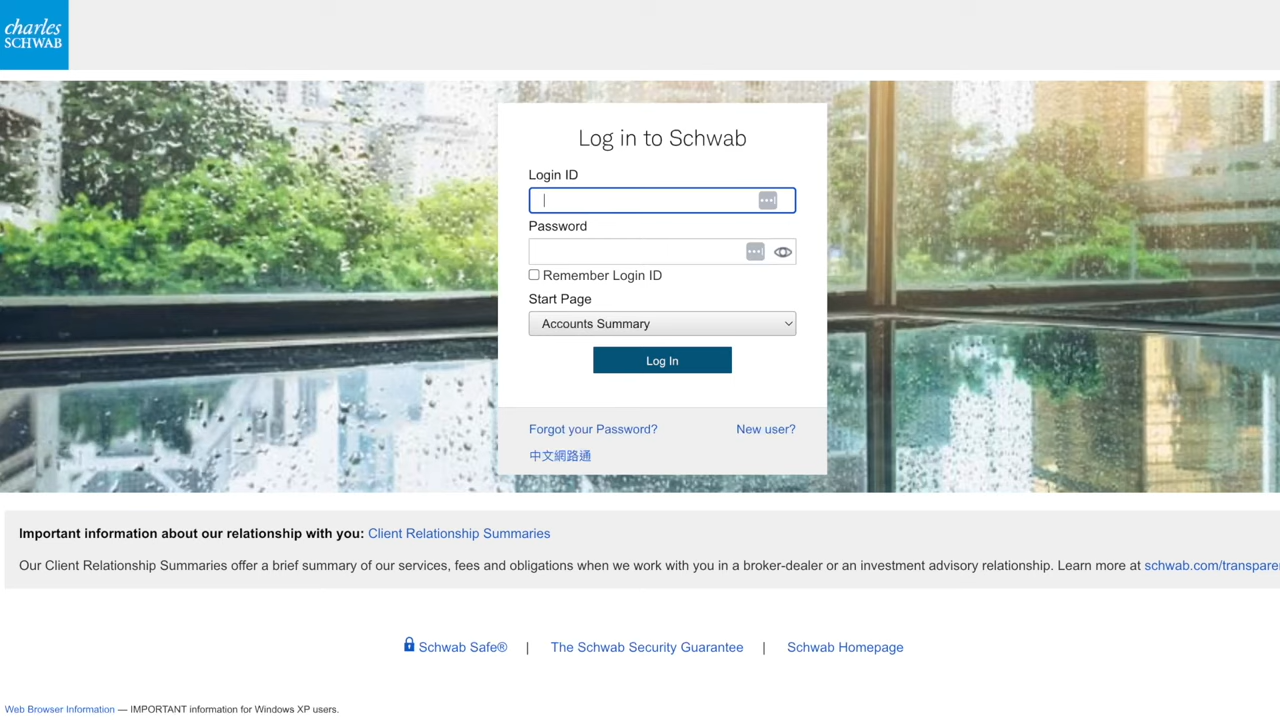 charles
SCHWAB
Log in to Schwab
Login ID
Password
Remember Login ID
Start Page
Accounts Summary
Log In
Forgot your Password? New user?
中文網路通
Important information about our relationship with you: Client Relationship Summaries
Our Client Relationship Summaries offer a brief summary of our services, fees and obligations when we work with you in a broker-dealer or an investment advisory relationship. Learn more at schwab.com/transpare
Schwab Safe® | The Schwab Security Guarantee | Schwab Homepage
Web Browser Information — IMPORTANT information for Windows XP users.